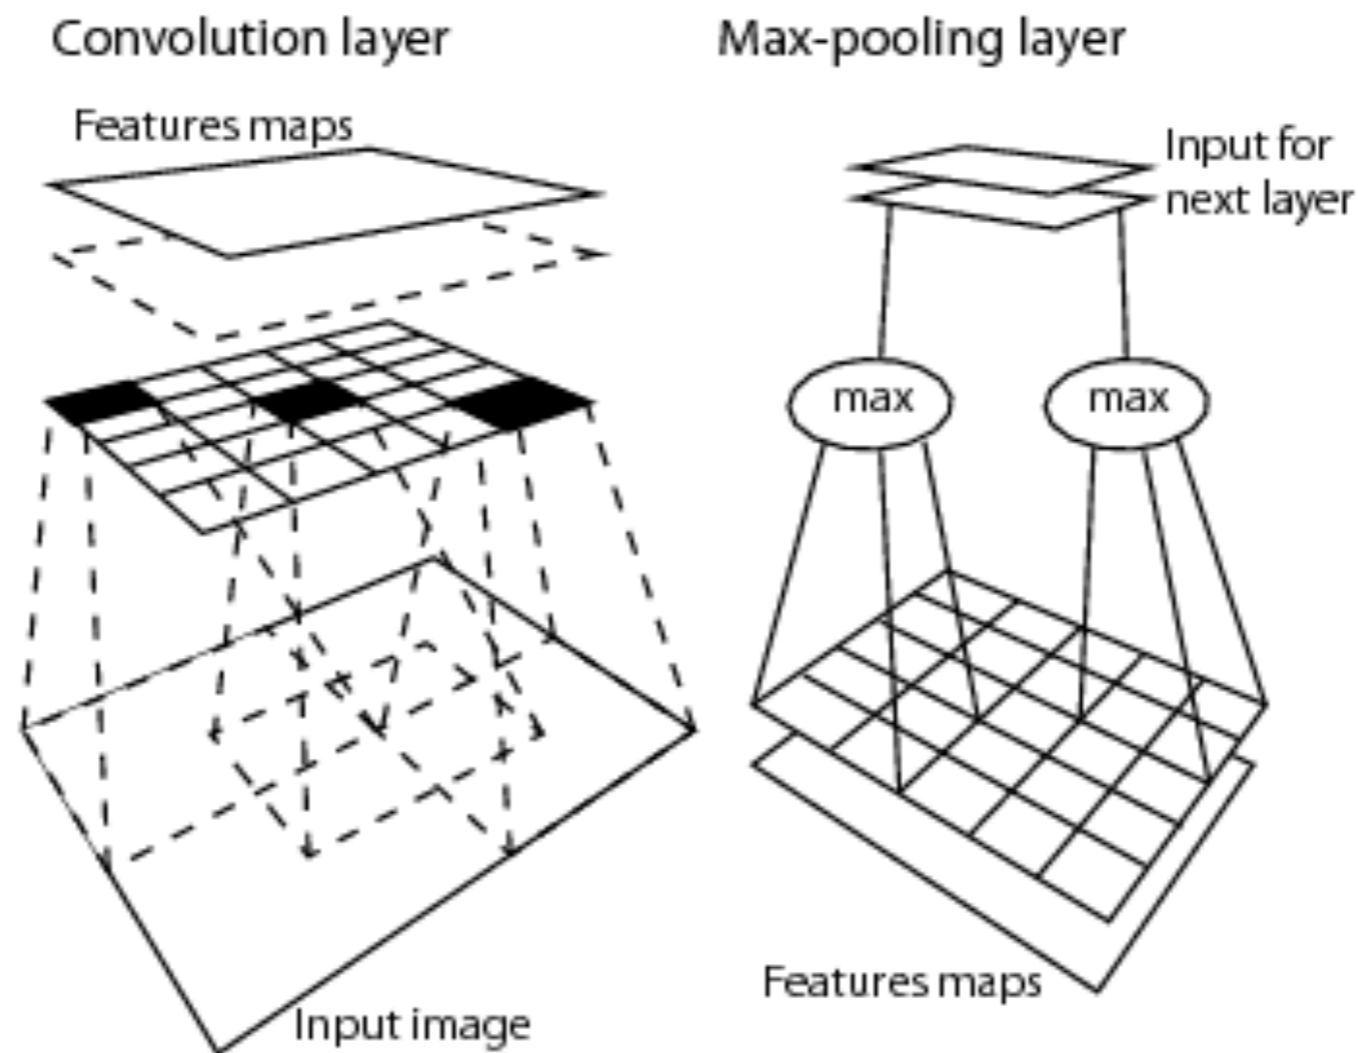 Convolution layer
Max-pooling layer
Features maps
Input for
next layer
max
max
Features maps
Input image